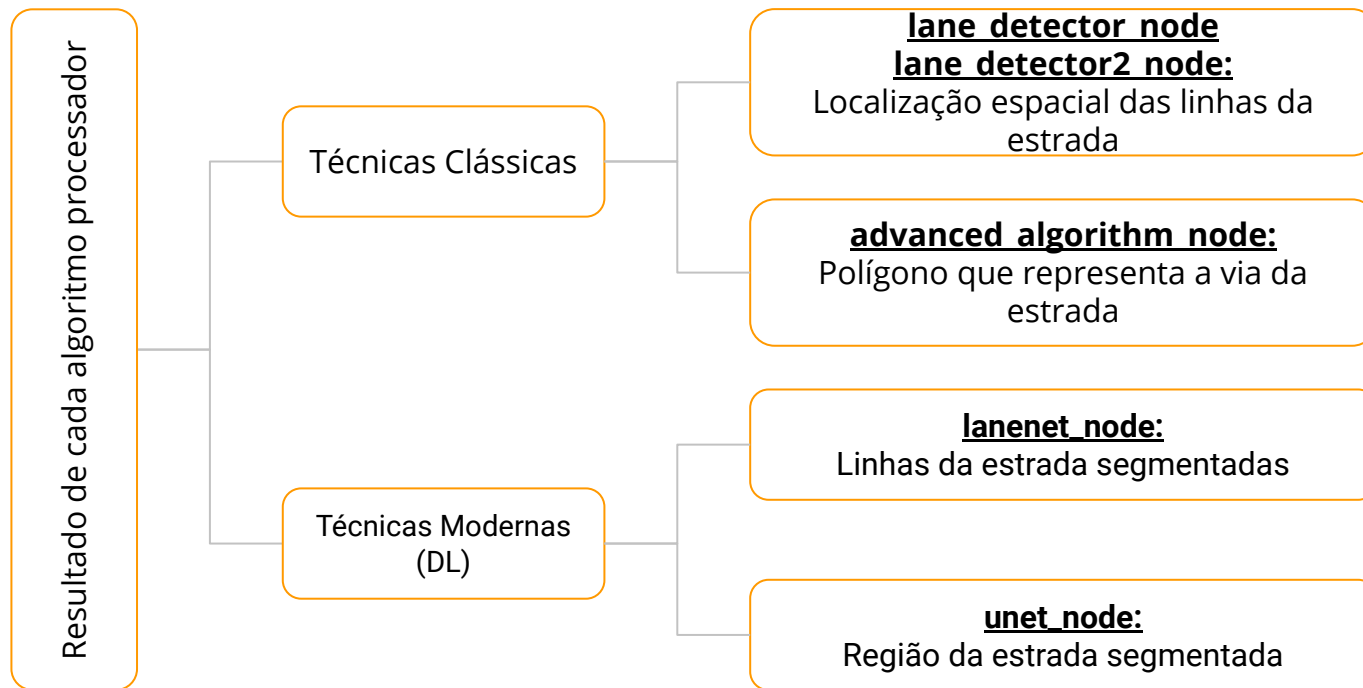 Resultado de cada algoritmo processador
Técnicas Clássicas
lane_detector_node
lane_detector2_node:
Localização espacial das linhas da
estrada
advanced_algorithm_node:
Polígono que representa a via da
estrada
Técnicas Modernas
(DL)
lanenet_node:
Linhas da estrada segmentadas
unet_node:
Região da estrada segmentada